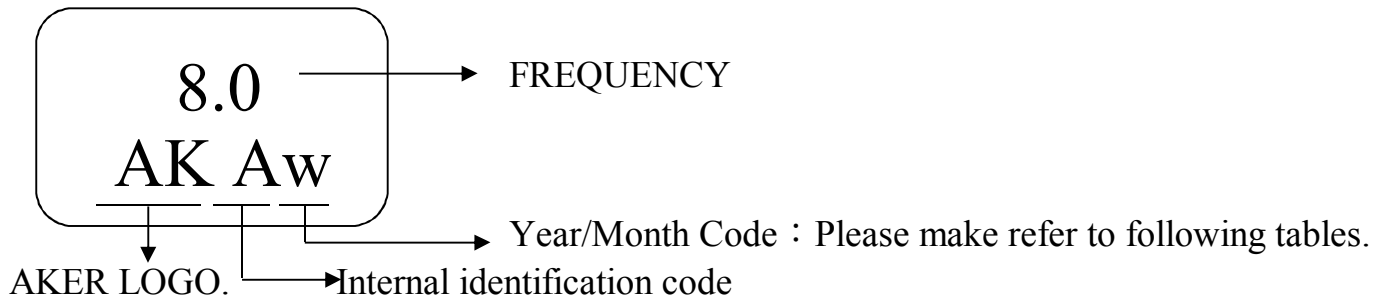 8.0
FREQUENCY
AK Aw
Year/Month Code：Please make refer to following tables.
AKER LOGO.
Internal identification code